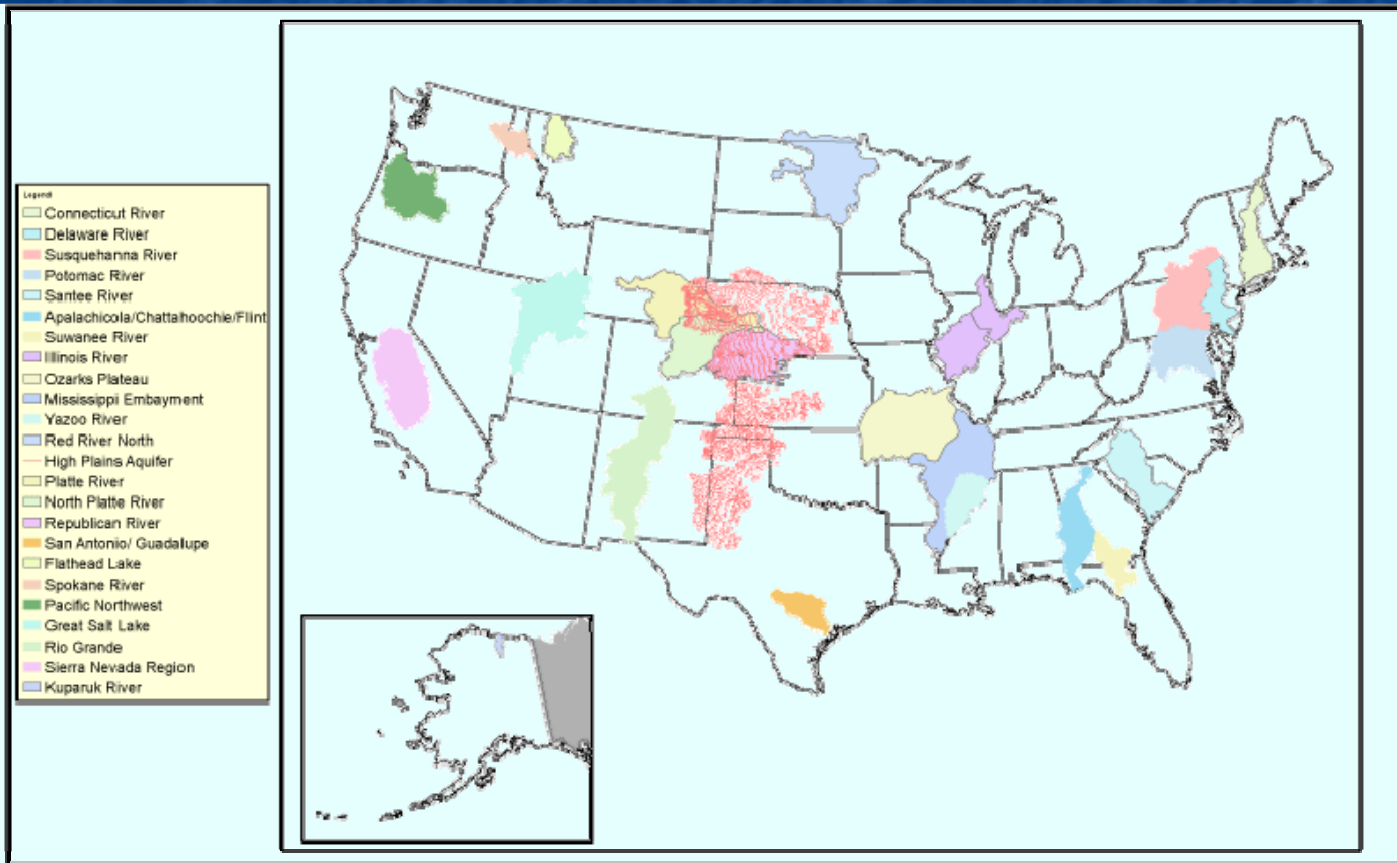 Legend
Connecticut River
Delaware River
Susquehanna River
Potomac River
Santee River
Apalachicola/Chattalhoochie/Flint
Suwanee River
Illinois River
Ozarks Plateau
Mississippi Embayment
Yazoo River
Red River North
High Plains Aquifer
Platte River
North Platte River
Republican River
San Antoniio/ Guadalupe
Flathead Lake
Spokane River
Pacific Northwest
Great Salt Lake
Rio Grande
Sierra Nevada Region
Kuparuk River